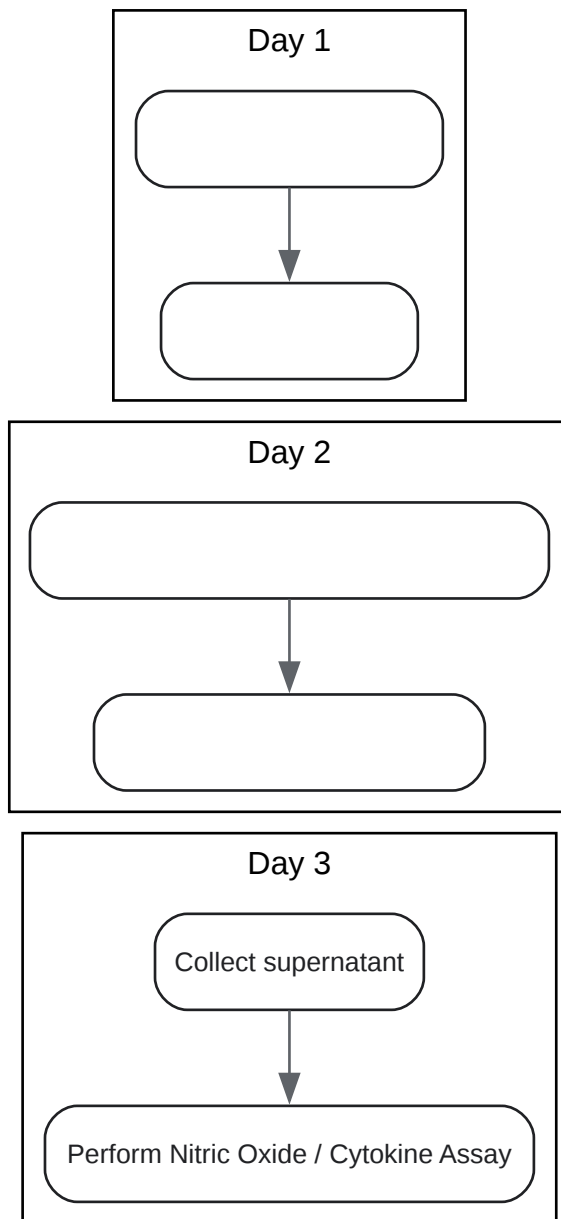 Day 1
Day 2
Day 3
Collect supernatant
Perform Nitric Oxide / Cytokine Assay